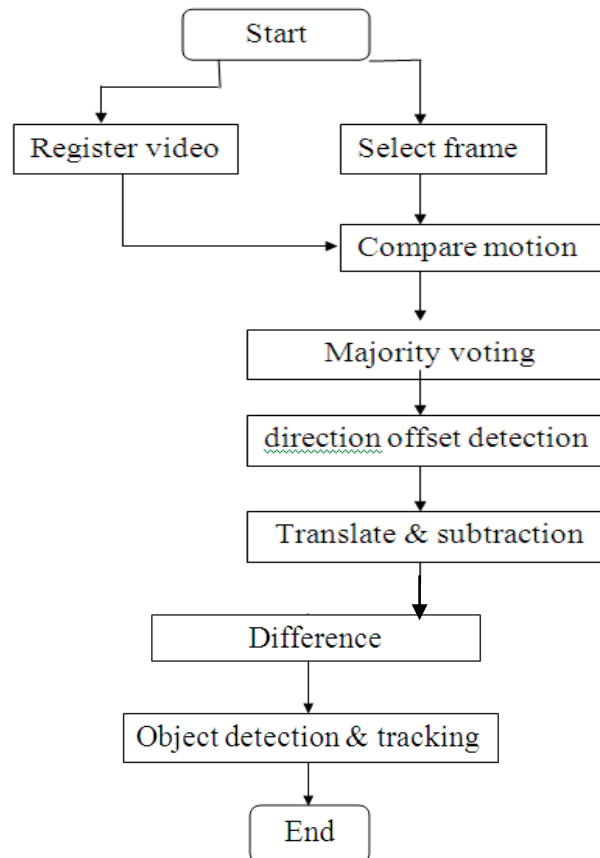 Start
Register video
Select frame
Compare motion
Majority voting
direction offset detection
Translate & subtraction
Difference
Object detection & tracking
End